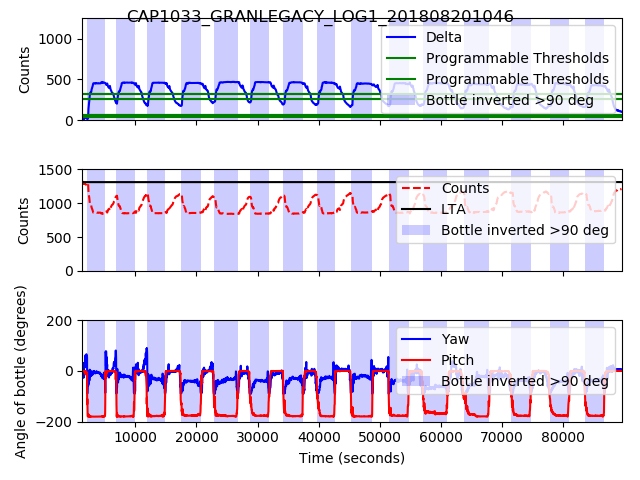 CAP1033_GRANLEGACY_LOG1_201808201046
Counts
1000
500
0
Delta
Programmable Thresholds
Programmable Thresholds
Bottle inverted >90 deg
Counts
1500
1000
500
0
Counts
LTA
Bottle inverted >90 deg
Angle of bottle (degrees)
200
0
−200
Yaw
Pitch
Bottle inverted >90 deg
10000 20000 30000 40000 50000 60000 70000 80000
Time (seconds)